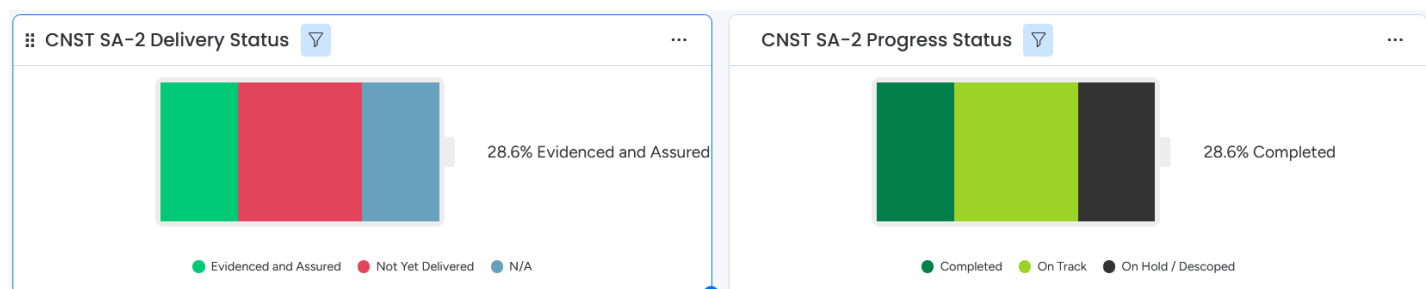 CNST SA-2 Delivery Status
28.6% Evidenced and Assured
Evidenced and Assured Not Yet Delivered N/A
CNST SA-2 Progress Status
28.6% Completed
Completed On Track On Hold / Descoped